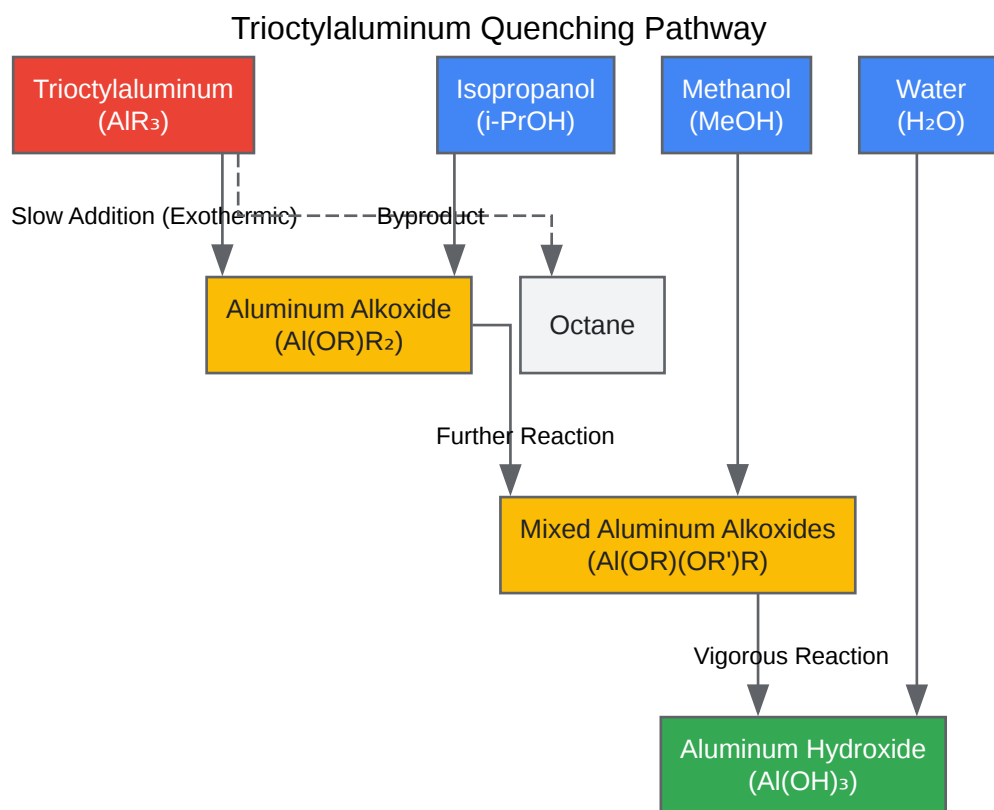 Trioctylaluminum Quenching Pathway
Trioctylaluminum
(AlR₃)
Isopropanol
(i-PrOH)
Methanol
(MeOH)
Water
(H₂O)
Slow Addition (Exothermic)
Byproduct
Aluminum Alkoxide
(Al(OR)R₂)
Octane
Further Reaction
Mixed Aluminum Alkoxides
(Al(OR)(OR')R)
Vigorous Reaction
Aluminum Hydroxide
(Al(OH)₃)